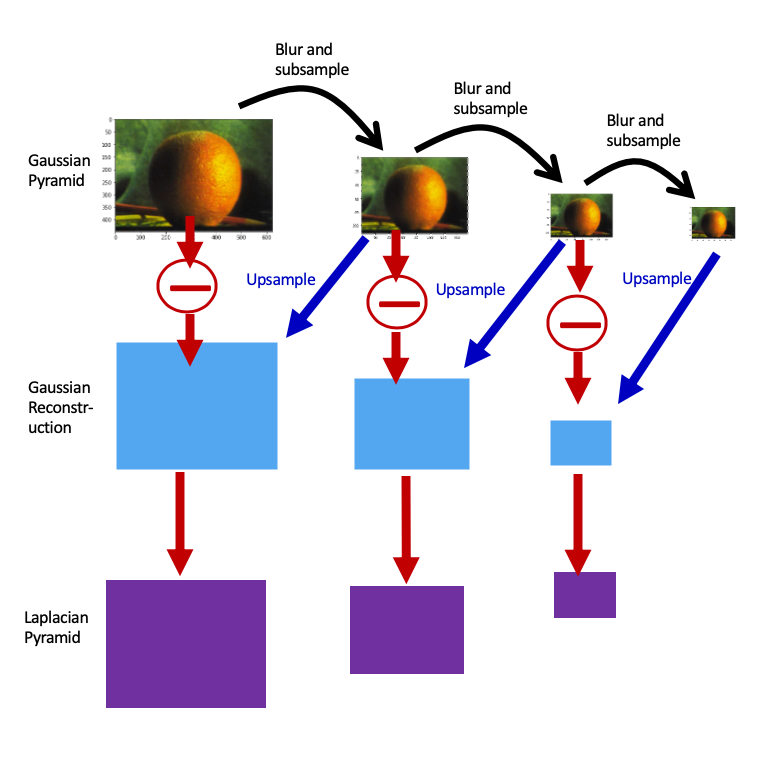 Blur and
subsample
Blur and
subsample
Blur and
subsample
Gaussian
Pyramid
0
50
100
150
200
250
300
350
400
0
100
200
300
400
500
600
Upsample
Upsample
Upsample
Gaussian
Reconstr-
uction
Laplacian
Pyramid